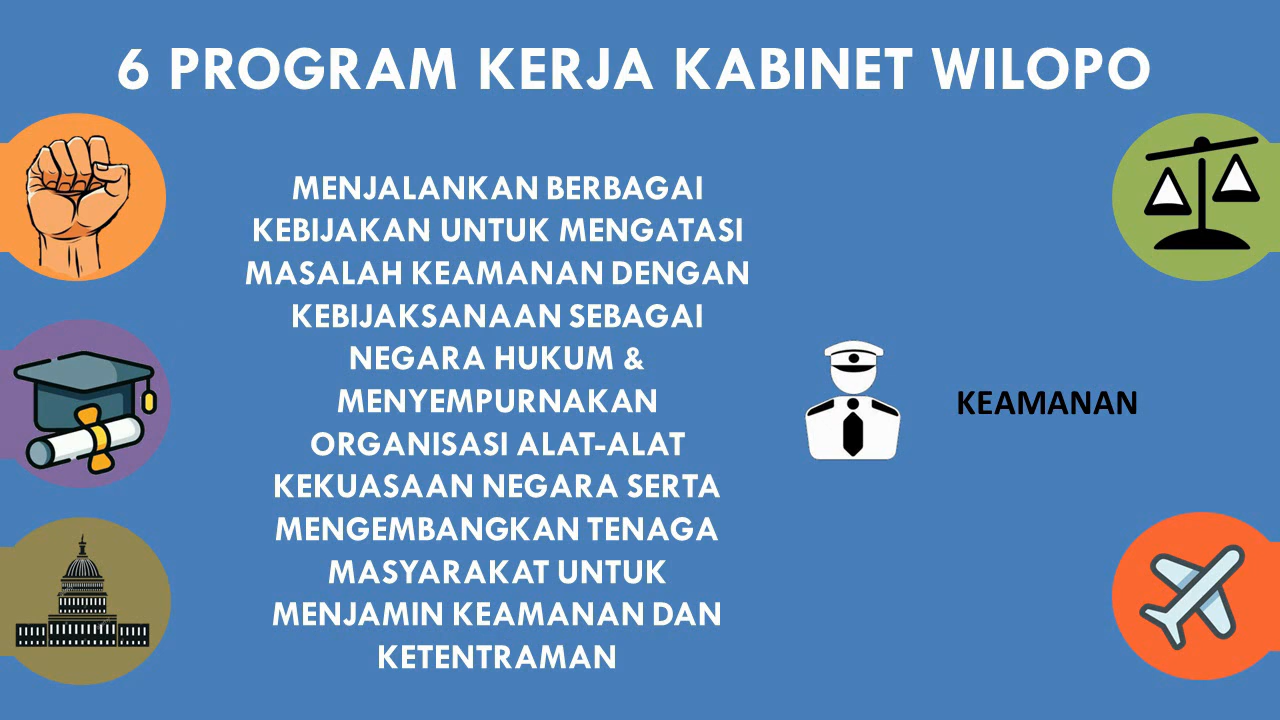 6 PROGRAM KERJA KABINET WILOPO
MENJALANKAN BERBAGAI
KEBIJAKAN UNTUK MENGATASI
MASALAH KEAMANAN DENGAN
KEBIJAKSANAAN SEBAGAI
NEGARA HUKUM &
MENYEMPURNAKAN
ORGANISASI ALAT-ALAT
KEKUASAAN NEGARA SERTA
MENGEMBANGKAN TENAGA
MASYARAKAT UNTUK
MENJAMIN KEAMANAN DAN
KETENTRAMAN
KEAMANAN